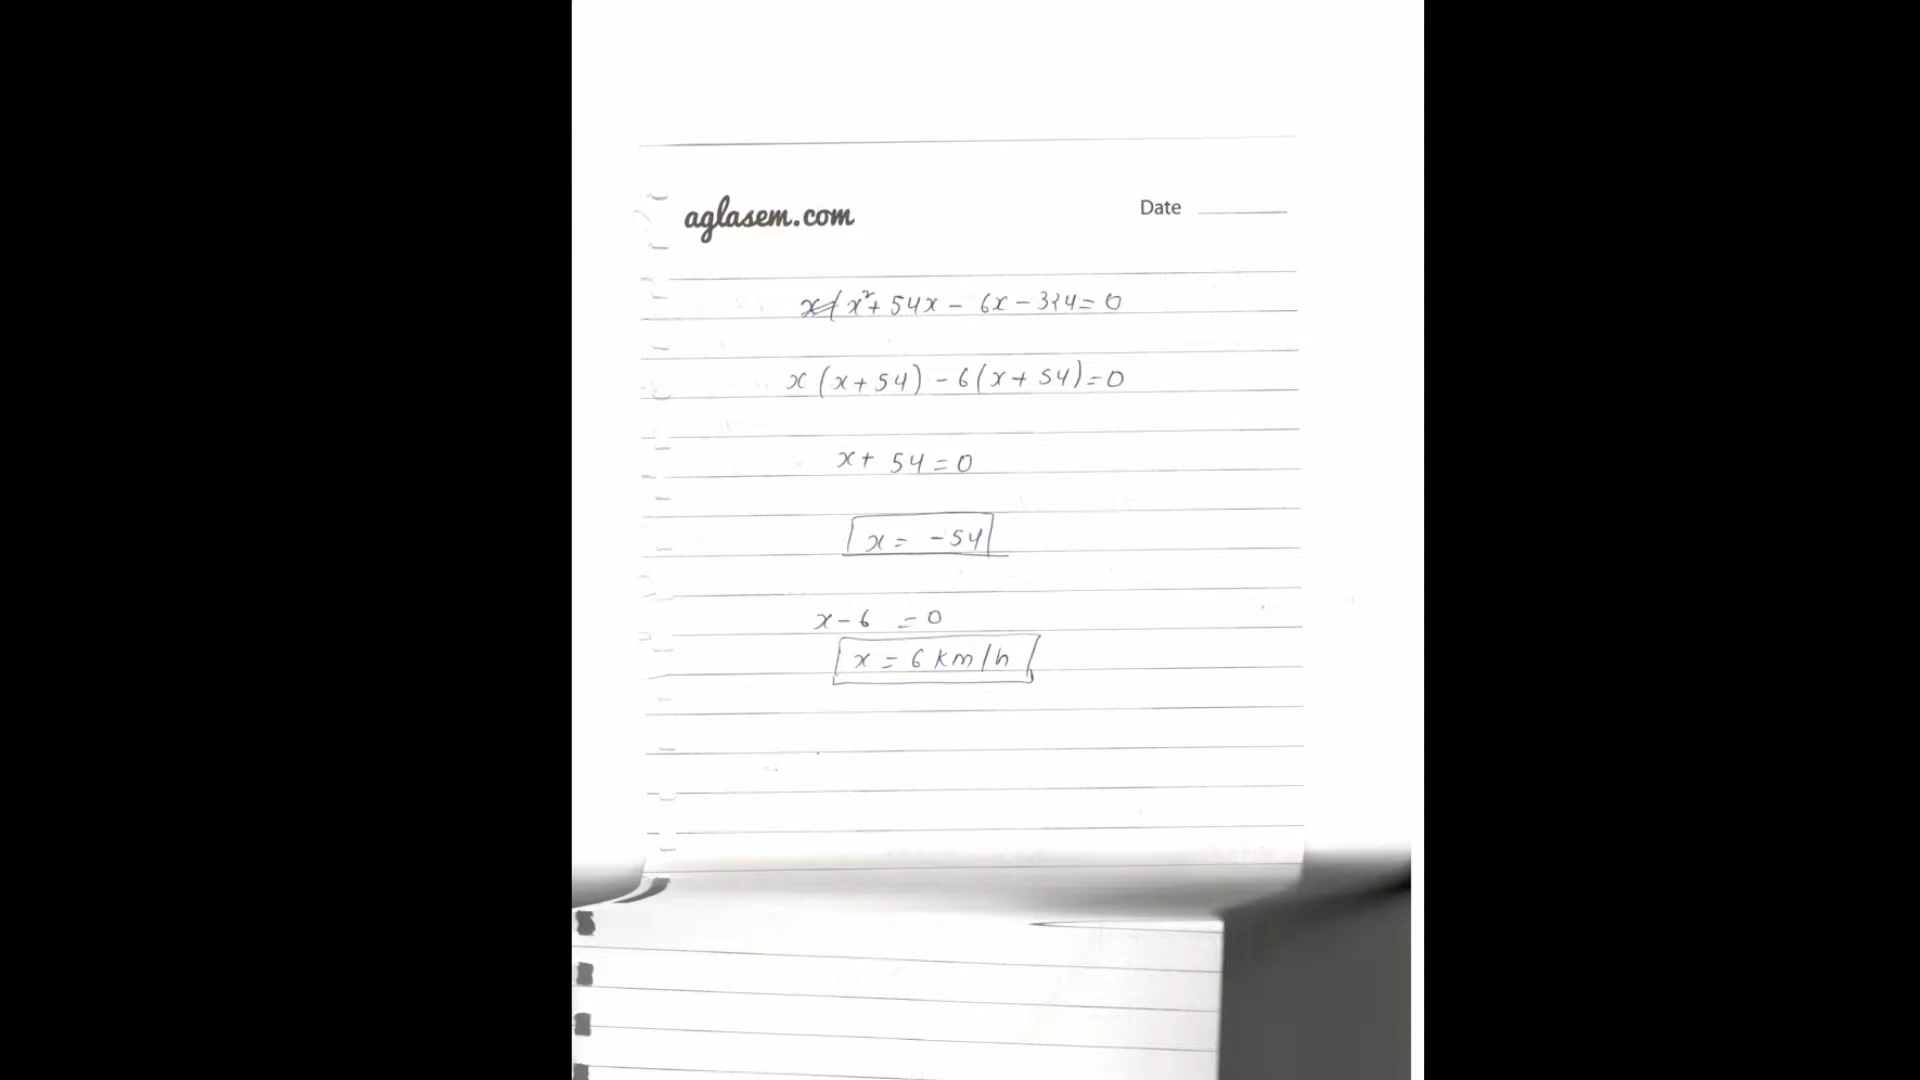 aglasem.com
Date
x² + 54x - 6x - 324 = 0
x (x + 54) - 6 (x + 54) = 0
x + 54 = 0
x = - 54
x - 6 = 0
x = 6 km/h